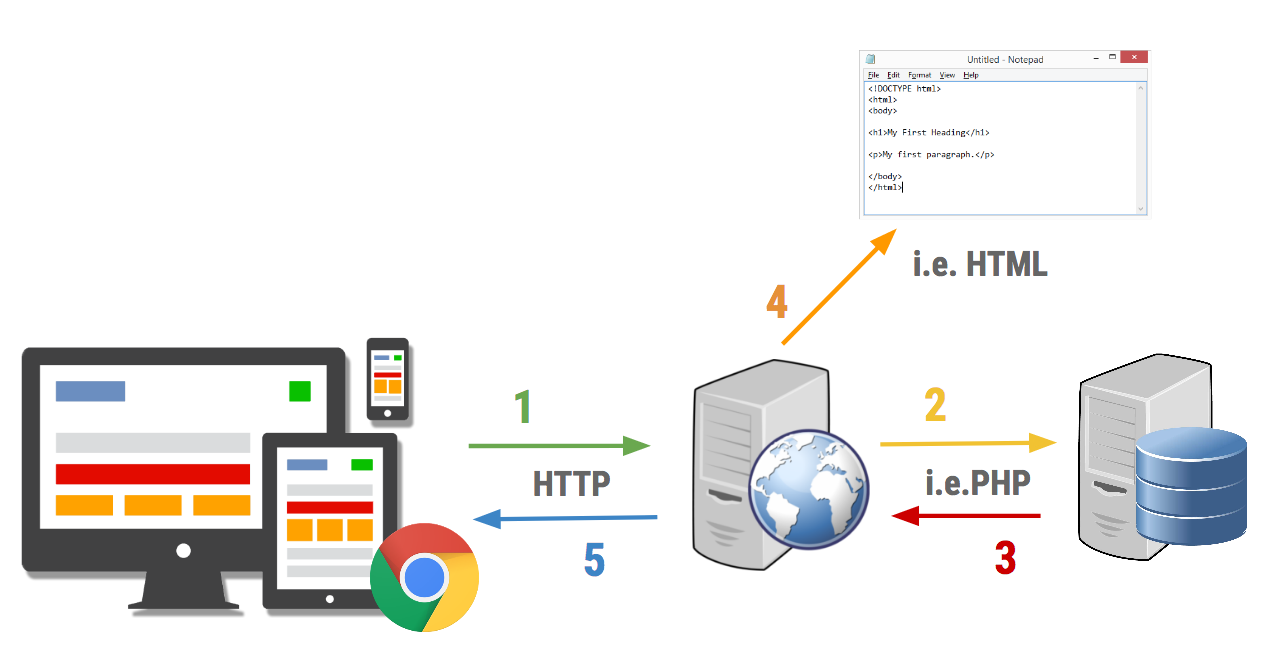 Untitled - Notepad
File Edit Format View Help
<!DOCTYPE html>
<html>
<body>
<h1>My First Heading</h1>
<p>My first paragraph.</p>
</body>
</html>
i.e. HTML
4
1
2
HTTP
i.e.PHP
5
3